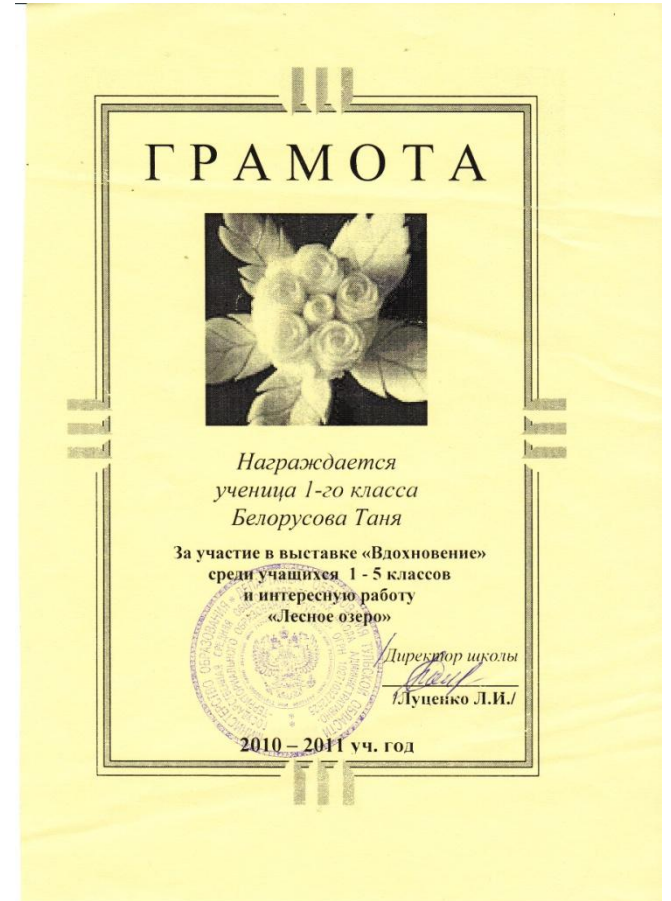 ГРАМОТА
Награждается
ученица 1-го класса
Белорусова Таня
За участие в выставке «Вдохновение»
среди учащихся 1 - 5 классов
и интересную работу
«Лесное озеро»
Директор школы
/Луценко Л.И./
2010 – 2011 уч. год